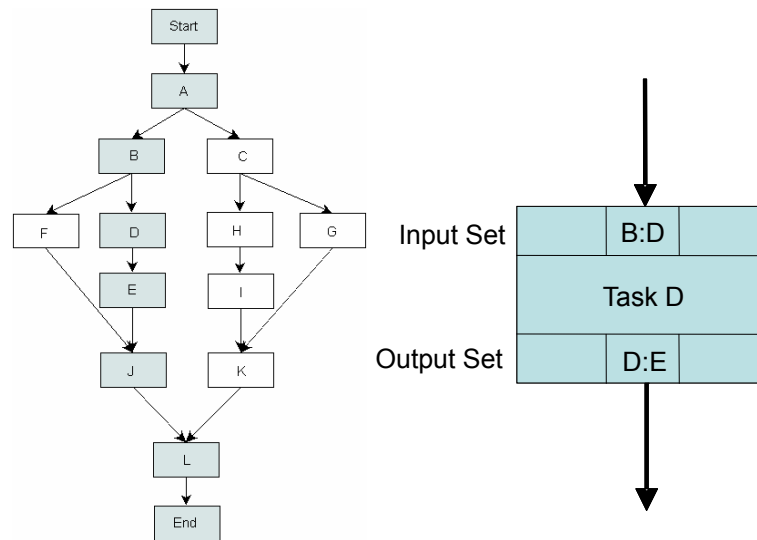 Start
A
B
C
F
D
H
G
E
I
J
K
L
End
Input Set
B:D
Task D
Output Set
D:E